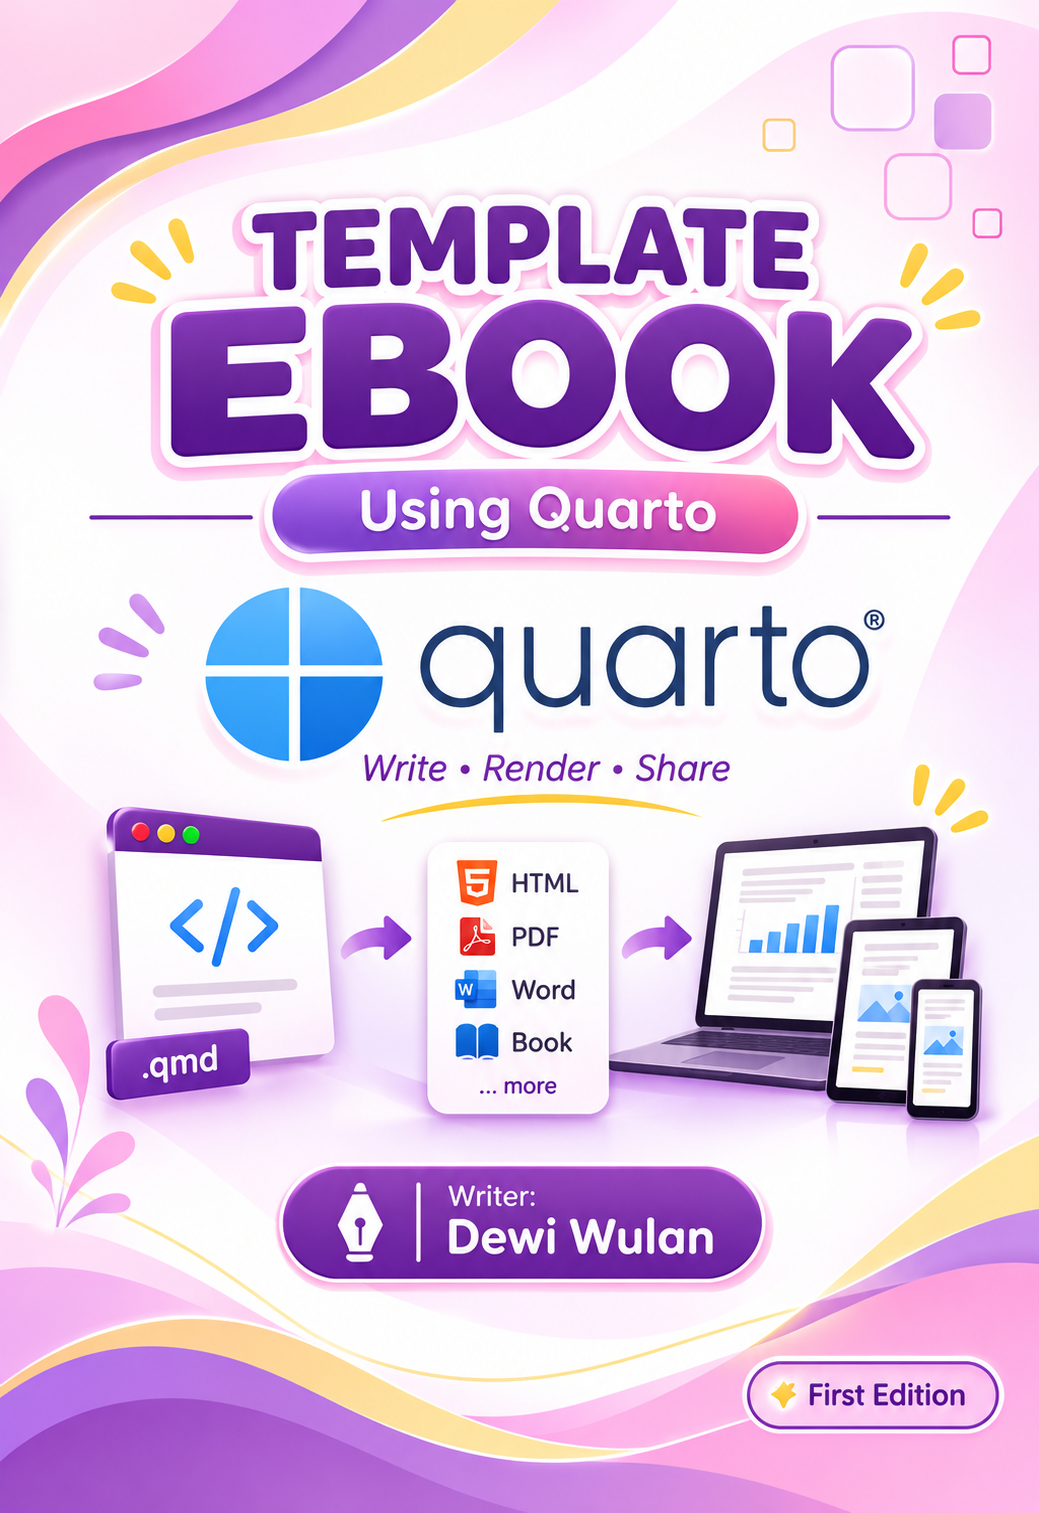 TEMPLATE
EBOOK
Using Quarto
quarto®
Write • Render • Share
</>
HTML
PDF
W Word
Book
... more
.qmd
Writer:
Dewi Wulan
First Edition